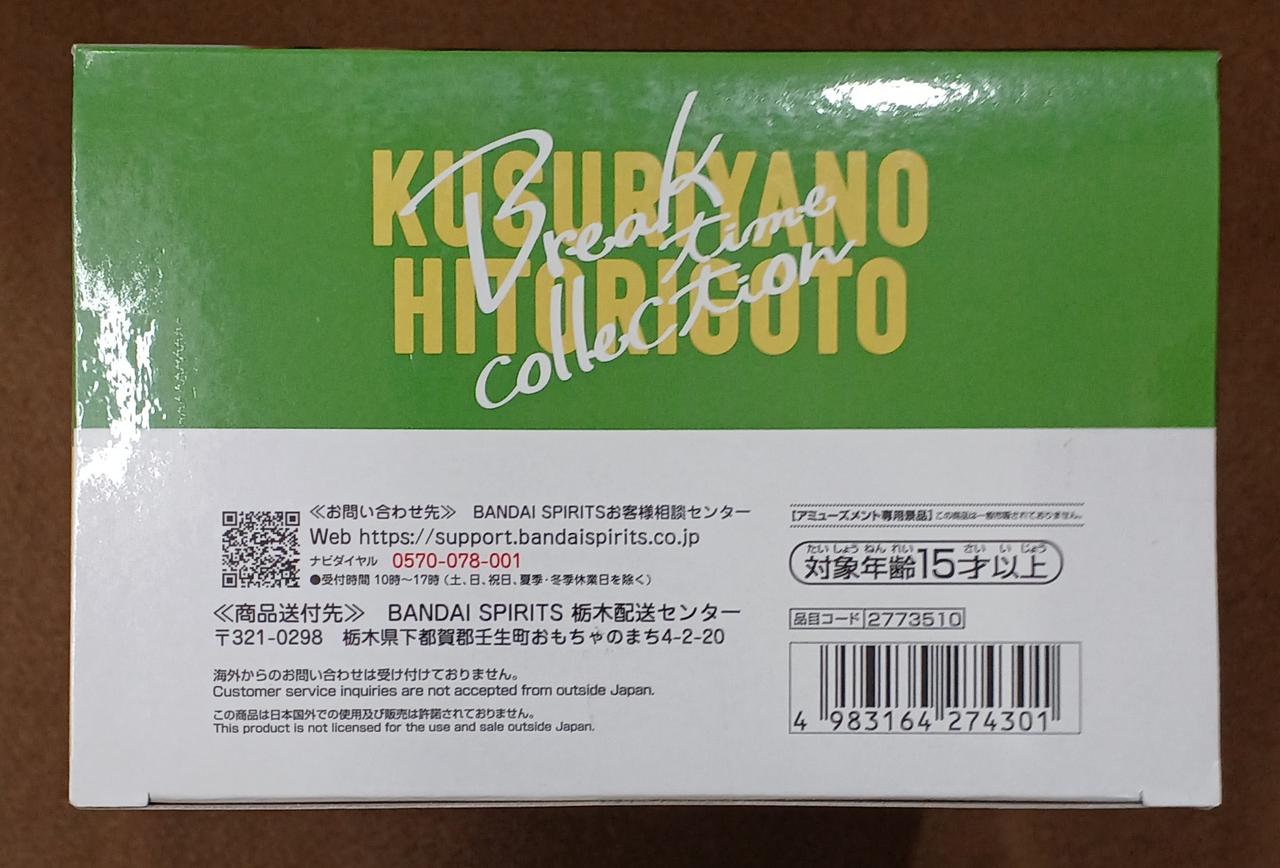 KUSURIYANO
HITORIGOTO
Break
time
collection
≪お問い合わせ先≫ BANDAI SPIRITSお客様相談センター
Web https://support.bandaispirits.co.jp
ナビダイヤル 0570-078-001
●受付時間 10時〜17時（土、日、祝日、夏季・冬季休業日を除く）
≪商品送付先≫ BANDAI SPIRITS 栃木配送センター
〒321-0298 栃木県下都賀郡壬生町おもちゃのまち4-2-20
海外からのお問い合わせは受け付けておりません。
Customer service inquiries are not accepted from outside Japan.
この商品は日本国外での使用及び販売は許諾されておりません。
This product is not licensed for the use and sale outside Japan.
[アミューズメント専用景品] この商品は一般市販されておりません。
たいしょうねんれい さい いじょう
対象年齢15才以上
品目コード 2773510
4 983164 274301